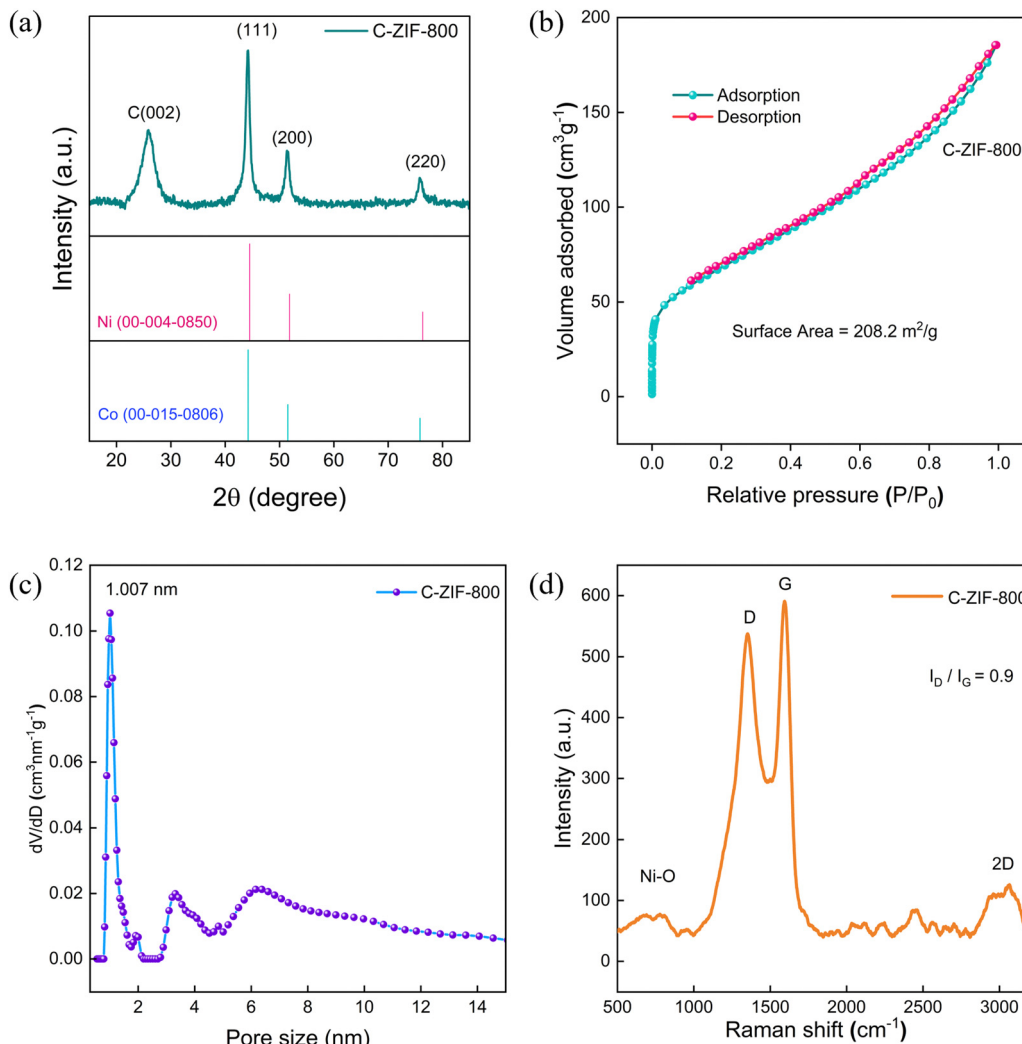 (a)
C-ZIF-800
(111)
C(002)
(200)
(220)
Intensity (a.u.)
Ni (00-004-0850)
Co (00-015-0806)
20 30 40 50 60 70 80
2θ (degree)
(b)
200
150
100
50
0
Adsorption
Desorption
C-ZIF-800
Surface Area = 208.2 m²/g
Volume adsorbed (cm³g⁻¹)
0.0 0.2 0.4 0.6 0.8 1.0
Relative pressure (P/P₀)
(c)
0.12
0.10
0.08
0.06
0.04
0.02
0.00
1.007 nm
C-ZIF-800
dV/dD (cm³nm⁻¹g⁻¹)
2 4 6 8 10 12 14
Pore size (nm)
(d)
600
500
400
300
200
100
0
G
D
C-ZIF-800
I_D / I_G = 0.9
Ni-O
2D
Intensity (a.u.)
500 1000 1500 2000 2500 3000
Raman shift (cm⁻¹)